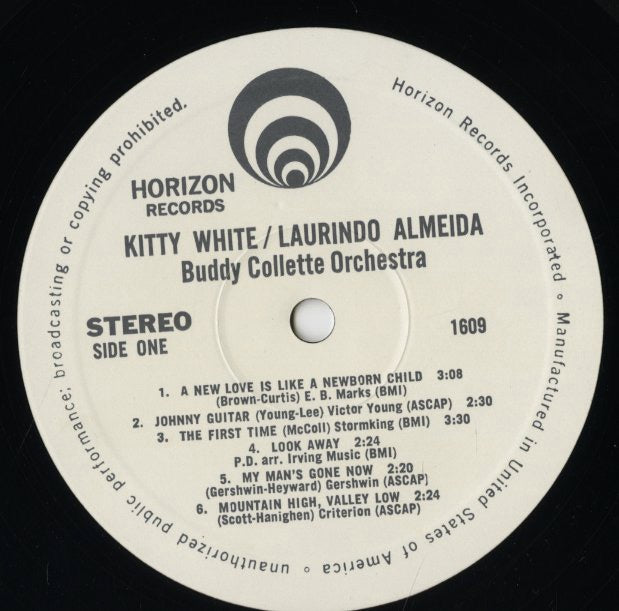 HORIZON
RECORDS
KITTY WHITE / LAURINDO ALMEIDA
Buddy Collette Orchestra
STEREO
SIDE ONE
1609
1. A NEW LOVE IS LIKE A NEWBORN CHILD 3:08
(Brown-Curtis) E. B. Marks (BMI)
2. JOHNNY GUITAR (Young-Lee) Victor Young (ASCAP) 2:30
3. THE FIRST TIME (McColl) Stormking (BMI) 3:30
4. LOOK AWAY 2:24
P.D. arr. Irving Music (BMI)
5. MY MAN'S GONE NOW 2:20
(Gershwin-Heyward) Gershwin (ASCAP)
6. MOUNTAIN HIGH, VALLEY LOW 2:24
(Scott-Hanighen) Criterion (ASCAP)
Horizon Records Incorporated ∘ Manufactured in United States of America ∘ unauthorized public performance; broadcasting or copying prohibited.